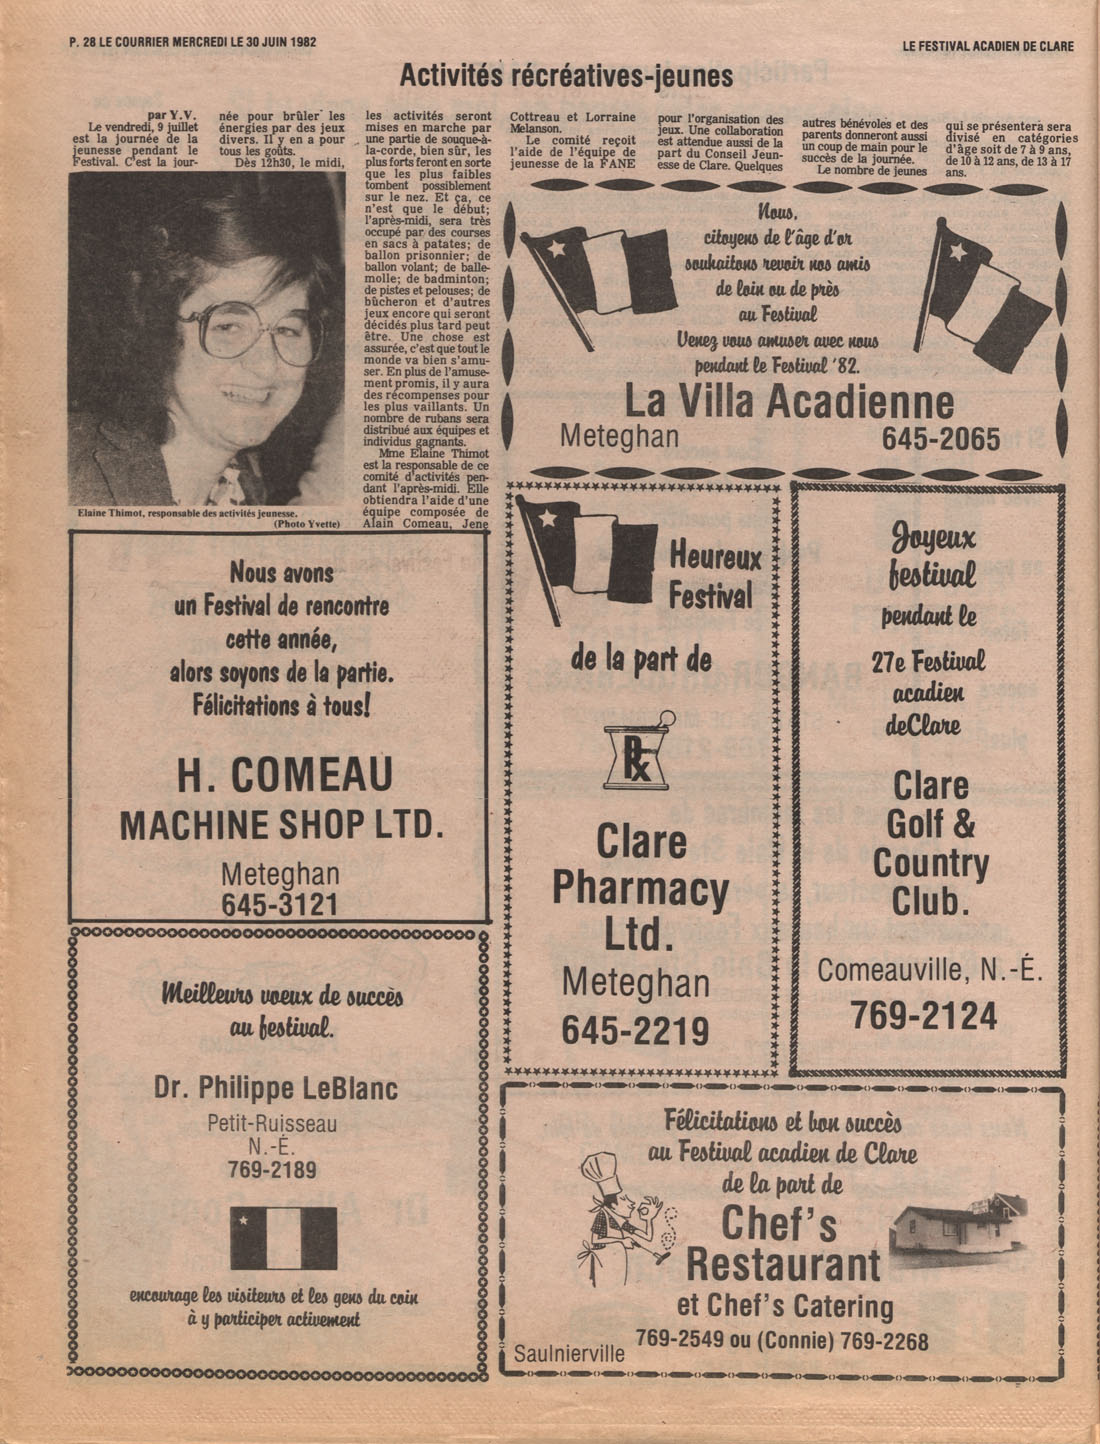 P. 28 LE COURRIER MERCREDI LE 30 JUIN 1982
LE FESTIVAL ACADIEN DE CLARE
Activités récréatives-jeunes
par Y.V.
Le vendredi, 9 juillet
est la journée de la
jeunesse pendant le
Festival. C'est la jour-
née pour brûler les
énergies par des jeux
divers. Il y en a pour
tous les goûts.
Dès 12h30, le midi,
les activités seront
mises en marche par
une partie de souque-à-
la-corde, bien sûr, les
plus forts feront en sorte
que les plus faibles
tombent possiblement
sur le nez. Et ça, ce
n'est que le début;
l'après-midi, sera très
occupé par des courses
en sacs à patates; de
ballon prisonnier; de
ballon volant; de balle-
molle; de badminton;
de pistes et pelouses; de
bûcheron et d'autres
jeux encore qui seront
décidés plus tard peut
être. Une chose est
assurée, c'est que tout le
monde va bien s'amu-
ser. En plus de l'amuse-
ment promis, il y aura
des récompenses pour
les plus vaillants. Un
nombre de rubans sera
distribué aux équipes et
individus gagnants.
Mme Elaine Thimot
est la responsable de ce
comité d'activités pen-
dant l'après-midi. Elle
obtiendra l'aide d'une
équipe composée de
Alain Comeau, Jene
Cottreau et Lorraine
Melanson.
Le comité reçoit
l'aide de l'équipe de
jeunesse de la FANE
pour l'organisation des
jeux. Une collaboration
est attendue aussi de la
part du Conseil Jeun-
esse de Clare. Quelques
autres bénévoles et des
parents donneront aussi
un coup de main pour le
succès de la journée.
Le nombre de jeunes
qui se présentera sera
divisé en catégories
d'âge soit de 7 à 9 ans,
de 10 à 12 ans, de 13 à 17
ans.
Elaine Thimot, responsable des activités jeunesse.
(Photo Yvette)
Nous,
citoyens de l'âge d'or
souhaitons revoir nos amis
de loin ou de près
au Festival
Venez vous amuser avec nous
pendant le Festival '82.
La Villa Acadienne
Meteghan 645-2065
Nous avons
un Festival de rencontre
cette année,
alors soyons de la partie.
Félicitations à tous!
H. COMEAU
MACHINE SHOP LTD.
Meteghan
645-3121
Heureux
Festival
de la part de
Rx
Clare
Pharmacy
Ltd.
Meteghan
645-2219
Joyeux
festival
pendant le
27e Festival
acadien
deClare
Clare
Golf &
Country
Club.
Comeauville, N.-É.
769-2124
Meilleurs voeux de succès
au festival.
Dr. Philippe LeBlanc
Petit-Ruisseau
N.-É.
769-2189
encourage les visiteurs et les gens du coin
à y participer activement
Félicitations et bon succès
au Festival acadien de Clare
de la part de
Chef's
Restaurant
et Chef's Catering
769-2549 ou (Connie) 769-2268
Saulnierville